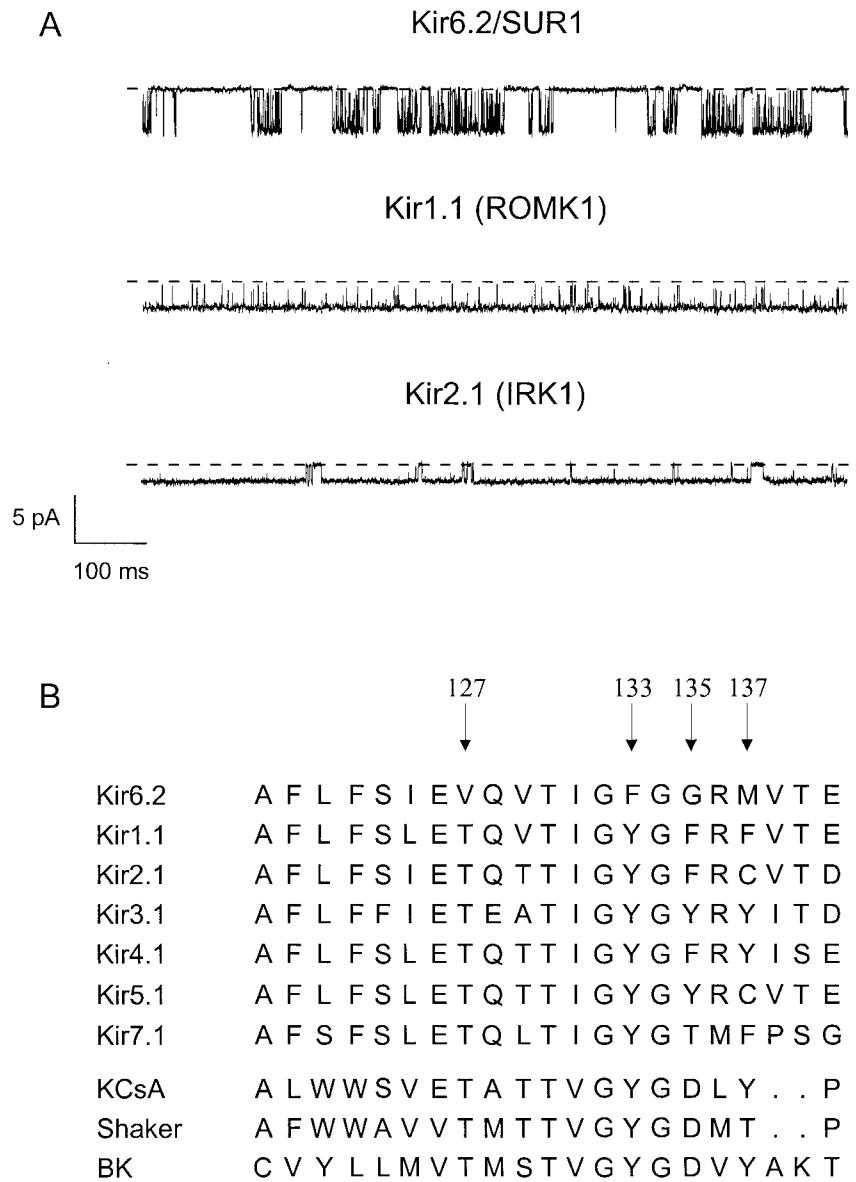 A
Kir6.2/SUR1
Kir1.1 (ROMK1)
Kir2.1 (IRK1)
5 pA
100 ms
B
127 133 135 137
Kir6.2 A F L F S I E V Q V T I G F G G R M V T E
Kir1.1 A F L F S L E T Q V T I G Y G F R F V T E
Kir2.1 A F L F S I E T Q T T I G Y G F R C V T D
Kir3.1 A F L F F I E T E A T I G Y G Y R Y I T D
Kir4.1 A F L F S L E T Q T T I G Y G F R Y I S E
Kir5.1 A F L F S L E T Q T T I G Y G Y R C V T E
Kir7.1 A F S F S L E T Q L T I G Y G T M F P S G
KCsA A L W W S V E T A T T V G Y G D L Y . . P
Shaker A F W W A V V T M T T V G Y G D M T . . P
BK C V Y L L M V T M S T V G Y G D V Y A K T